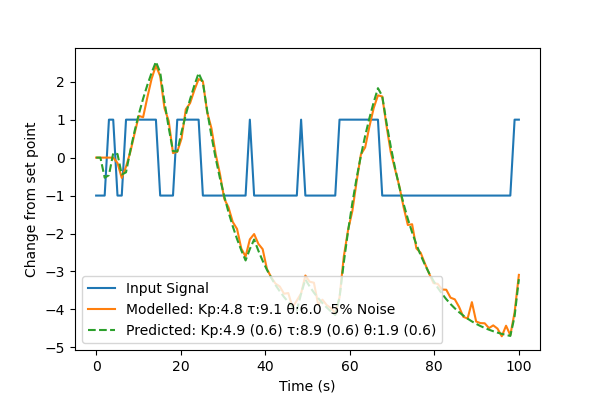 2
1
0
−1
−2
−3
−4
−5
Change from set point
Input Signal
Modelled: Kp:4.8 τ:9.1 θ:6.0  5% Noise
Predicted: Kp:4.9 (0.6) τ:8.9 (0.6) θ:1.9 (0.6)
0 20 40 60 80 100
Time (s)